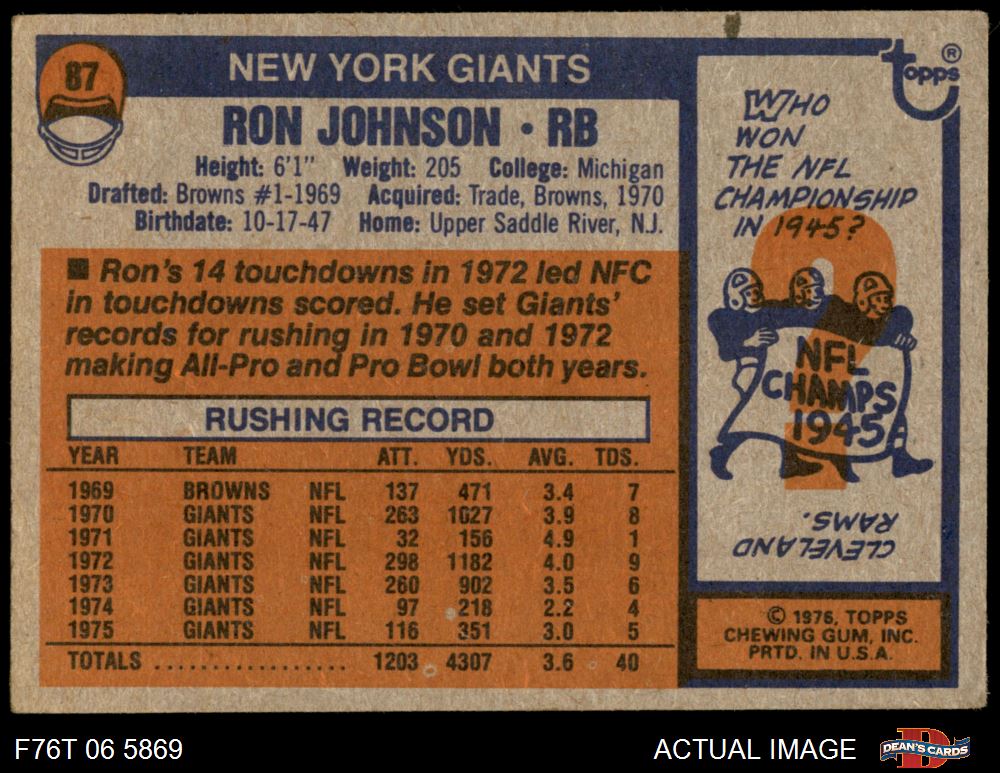 87
NEW YORK GIANTS
RON JOHNSON • RB
Height: 6'1" Weight: 205 College: Michigan
Drafted: Browns #1-1969 Acquired: Trade, Browns, 1970
Birthdate: 10-17-47 Home: Upper Saddle River, N.J.
■ Ron's 14 touchdowns in 1972 led NFC
in touchdowns scored. He set Giants'
records for rushing in 1970 and 1972
making All-Pro and Pro Bowl both years.
RUSHING RECORD
YEAR TEAM ATT. YDS. AVG. TDS.
1969 BROWNS NFL 137 471 3.4 7
1970 GIANTS NFL 263 1027 3.9 8
1971 GIANTS NFL 32 156 4.9 1
1972 GIANTS NFL 298 1182 4.0 9
1973 GIANTS NFL 260 902 3.5 6
1974 GIANTS NFL 97 218 2.2 4
1975 GIANTS NFL 116 351 3.0 5
TOTALS .................. 1203 4307 3.6 40
topps ®
WHO
WON
THE NFL
CHAMPIONSHIP
IN 1945?
?
NFL
CHAMPS
1945
CLEVELAND
RAMS.
© 1976, TOPPS
CHEWING GUM, INC.
PRTD. IN U.S.A.
F76T 06 5869
ACTUAL IMAGE
DEAN'S CARDS